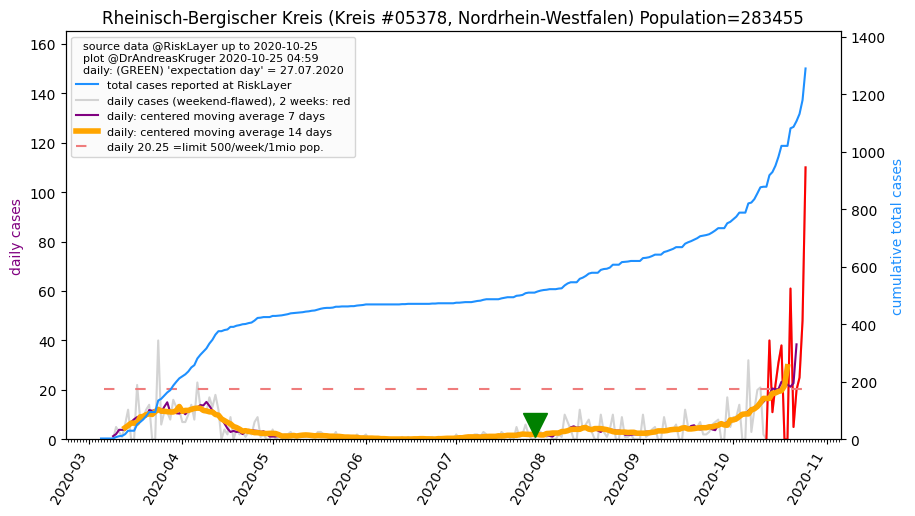 Rheinisch-Bergischer Kreis (Kreis #05378, Nordrhein-Westfalen) Population=283455
source data @RiskLayer up to 2020-10-25
plot @DrAndreasKruger 2020-10-25 04:59
daily: (GREEN) 'expectation day' = 27.07.2020
total cases reported at RiskLayer
daily cases (weekend-flawed), 2 weeks: red
daily: centered moving average 7 days
daily: centered moving average 14 days
daily 20.25 =limit 500/week/1mio pop.
daily cases
160
140
120
100
80
60
40
20
0
cumulative total cases
1400
1200
1000
800
600
400
200
0
2020-03
2020-04
2020-05
2020-06
2020-07
2020-08
2020-09
2020-10
2020-11